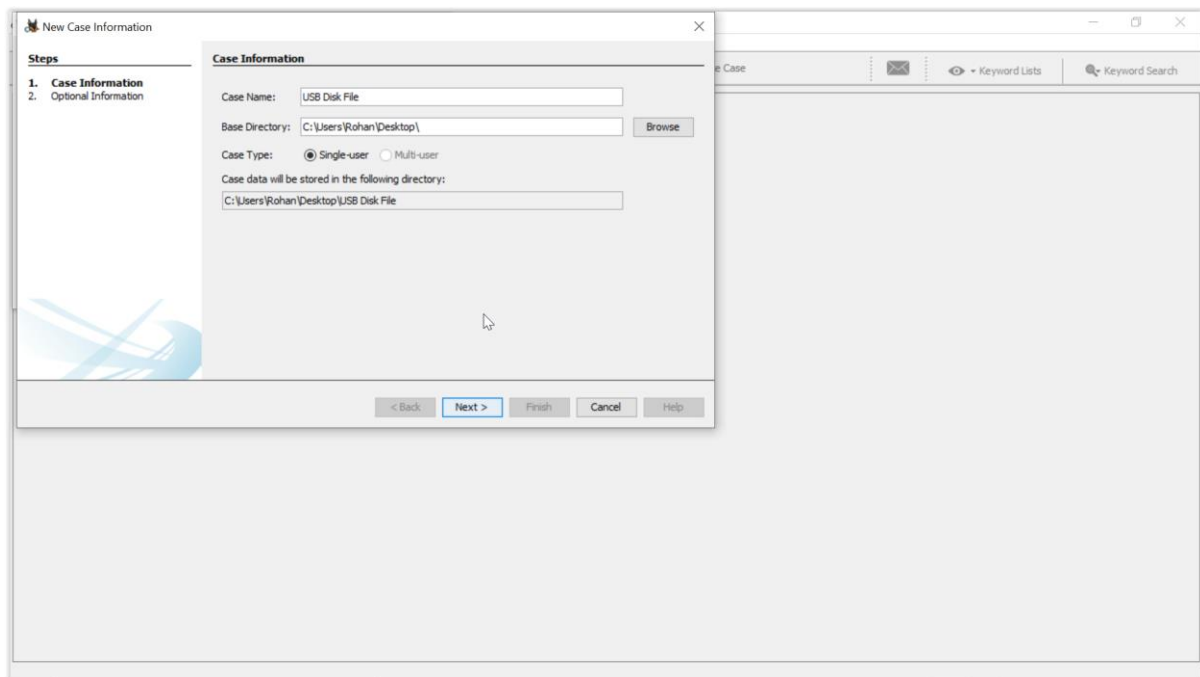 New Case Information
Steps
1. Case Information
2. Optional Information
Case Information
Case Name: USB Disk File
Base Directory: C:\Users\Rohan\Desktop\ Browse
Case Type: Single-user Multi-user
Case data will be stored in the following directory:
C:\Users\Rohan\Desktop\USB Disk File
< Back Next > Finish Cancel Help
e Case Keyword Lists Keyword Search